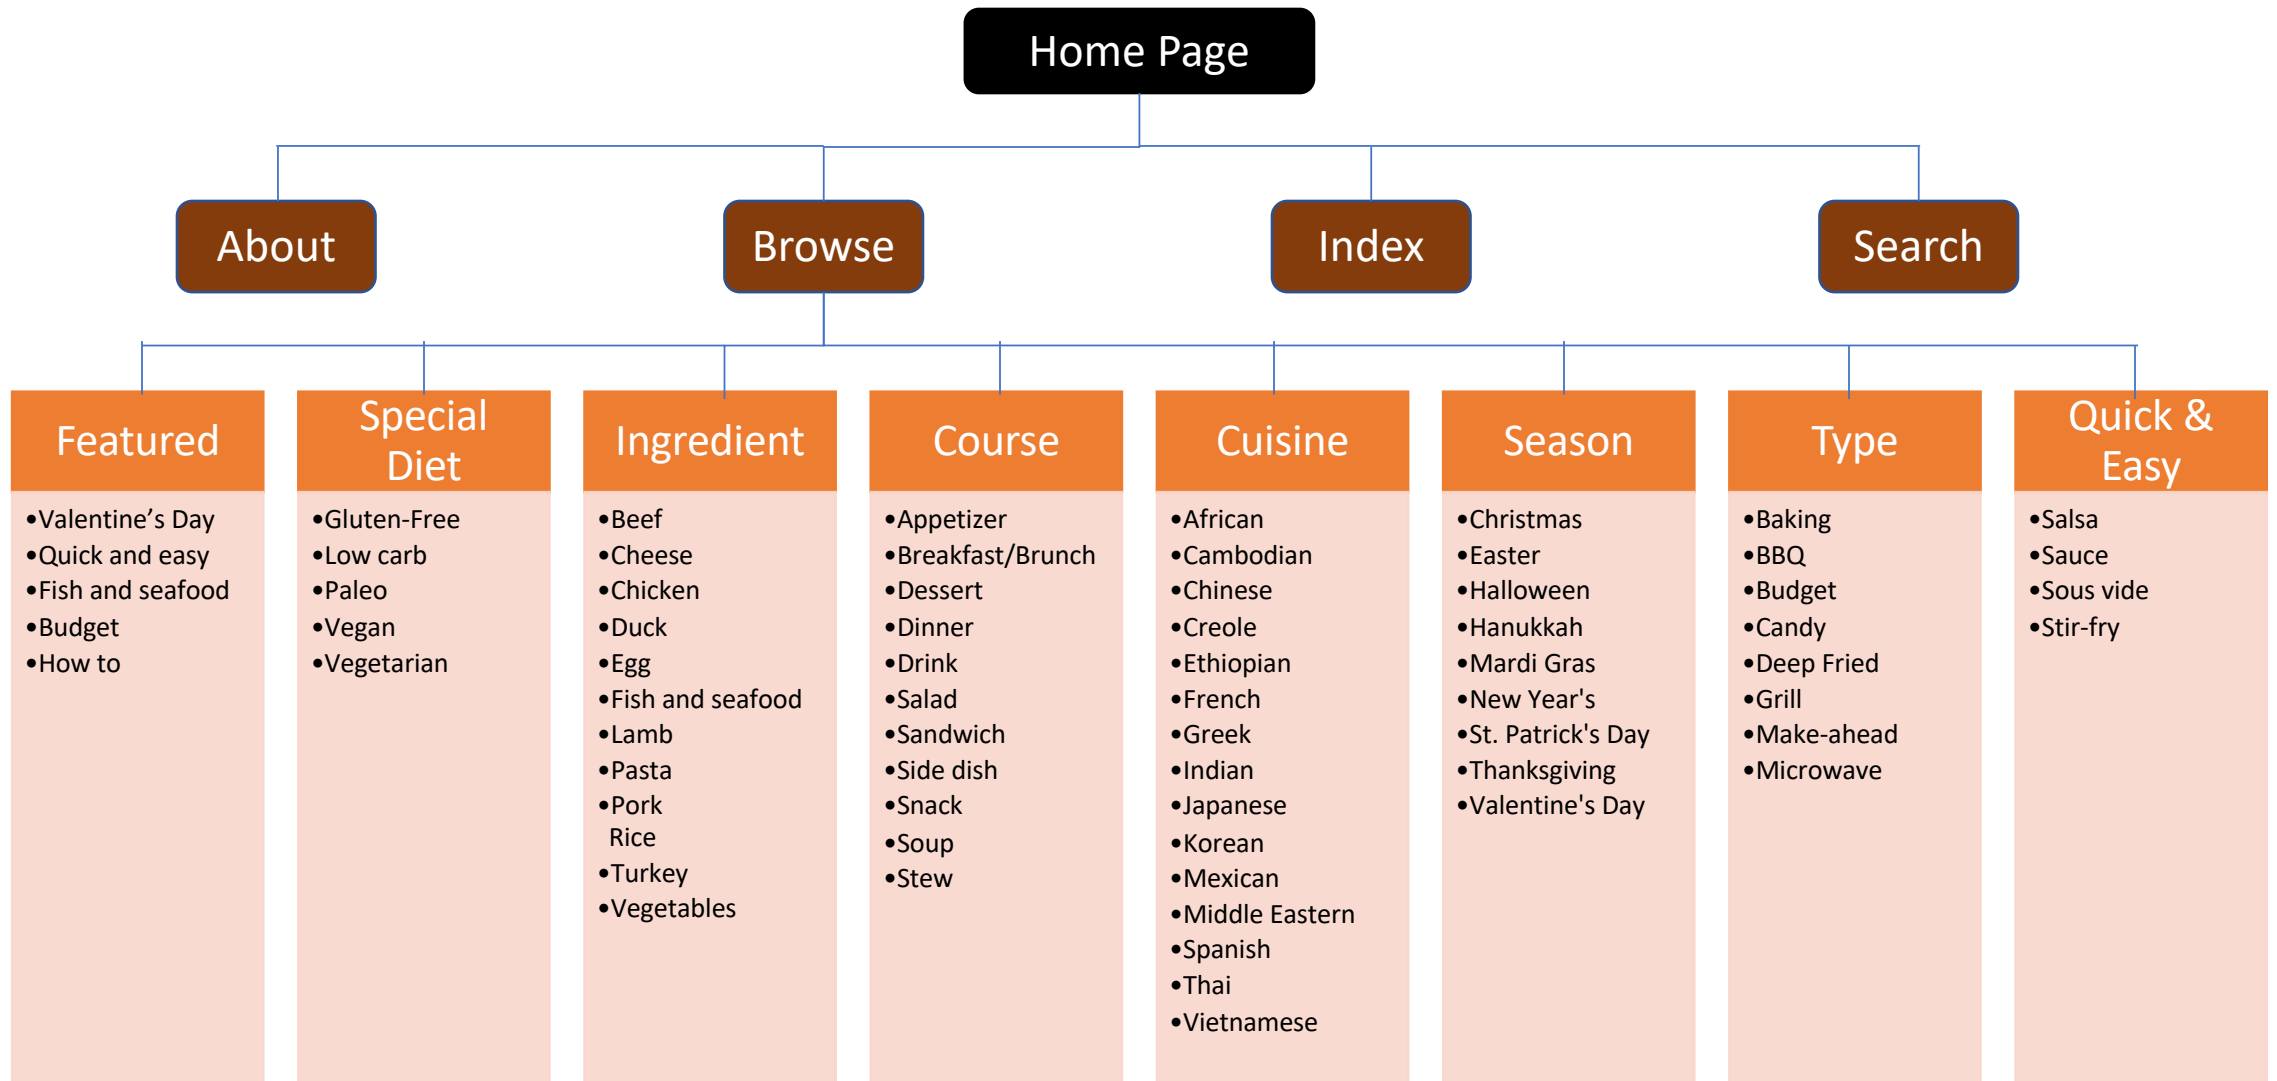 Home Page
About
Browse
Index
Search
Featured
•Valentine’s Day
•Quick and easy
•Fish and seafood
•Budget
•How to
Special
Diet
•Gluten-Free
•Low carb
•Paleo
•Vegan
•Vegetarian
Ingredient
•Beef
•Cheese
•Chicken
•Duck
•Egg
•Fish and seafood
•Lamb
•Pasta
•Pork
Rice
•Turkey
•Vegetables
Course
•Appetizer
•Breakfast/Brunch
•Dessert
•Dinner
•Drink
•Salad
•Sandwich
•Side dish
•Snack
•Soup
•Stew
Cuisine
•African
•Cambodian
•Chinese
•Creole
•Ethiopian
•French
•Greek
•Indian
•Japanese
•Korean
•Mexican
•Middle Eastern
•Spanish
•Thai
•Vietnamese
Season
•Christmas
•Easter
•Halloween
•Hanukkah
•Mardi Gras
•New Year's
•St. Patrick's Day
•Thanksgiving
•Valentine's Day
Type
•Baking
•BBQ
•Budget
•Candy
•Deep Fried
•Grill
•Make-ahead
•Microwave
Quick &
Easy
•Salsa
•Sauce
•Sous vide
•Stir-fry